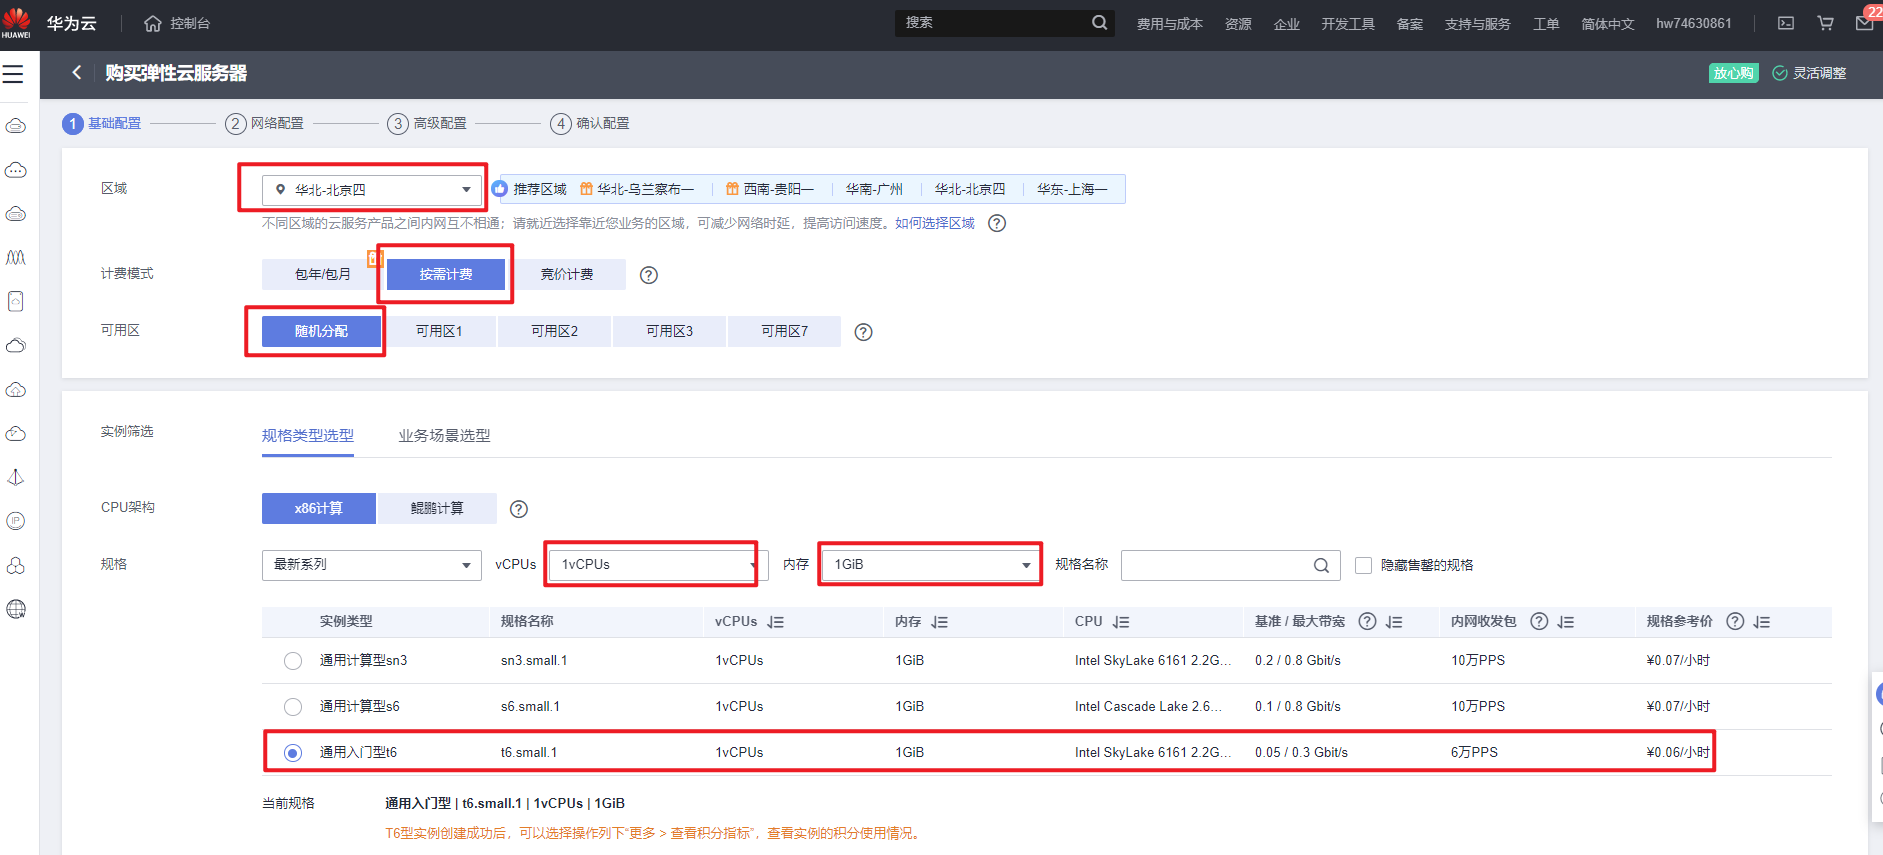 HUAWEI 华为云 控制台 搜索 费用与成本 资源 企业 开发工具 备案 支持与服务 工单 简体中文 hw74630861 22
购买弹性云服务器 放心购 灵活调整
1 基础配置 2 网络配置 3 高级配置 4 确认配置
区域 华北-北京四 推荐区域 华北-乌兰察布一 西南-贵阳一 华南-广州 华北-北京四 华东-上海一
不同区域的云服务产品之间内网互不相通；请就近选择靠近您业务的区域，可减少网络时延，提高访问速度。如何选择区域 ?
计费模式 包年/包月 按需计费 竞价计费 ?
可用区 随机分配 可用区1 可用区2 可用区3 可用区7 ?
实例筛选 规格类型选型 业务场景选型
CPU架构 x86计算 鲲鹏计算 ?
规格 最新系列 vCPUs 1vCPUs 内存 1GiB 规格名称 隐藏售罄的规格
实例类型 规格名称 vCPUs 内存 CPU 基准 / 最大带宽 ? 内网收发包 ? 规格参考价 ?
通用计算型sn3 sn3.small.1 1vCPUs 1GiB Intel SkyLake 6161 2.2G... 0.2 / 0.8 Gbit/s 10万PPS ¥0.07/小时
通用计算型s6 s6.small.1 1vCPUs 1GiB Intel Cascade Lake 2.6... 0.1 / 0.8 Gbit/s 10万PPS ¥0.07/小时
通用入门型t6 t6.small.1 1vCPUs 1GiB Intel SkyLake 6161 2.2G... 0.05 / 0.3 Gbit/s 6万PPS ¥0.06/小时
当前规格 通用入门型 | t6.small.1 | 1vCPUs | 1GiB
T6型实例创建成功后，可以选择操作列下“更多 > 查看积分指标”，查看实例的积分使用情况。
IP